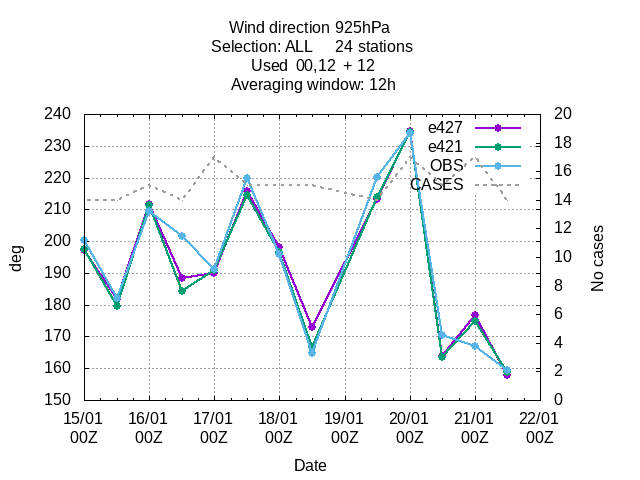 Wind direction 925hPa
Selection: ALL 24 stations
Used 00,12 + 12
Averaging window: 12h
240 20
230 18
220 16
210 14
200 12
190 10
180 8
170 6
160 4
150 2
0
e427
e421
OBS
CASES
deg
No cases
15/01 16/01 17/01 18/01 19/01 20/01 21/01 22/01
00Z 00Z 00Z 00Z 00Z 00Z 00Z 00Z
Date